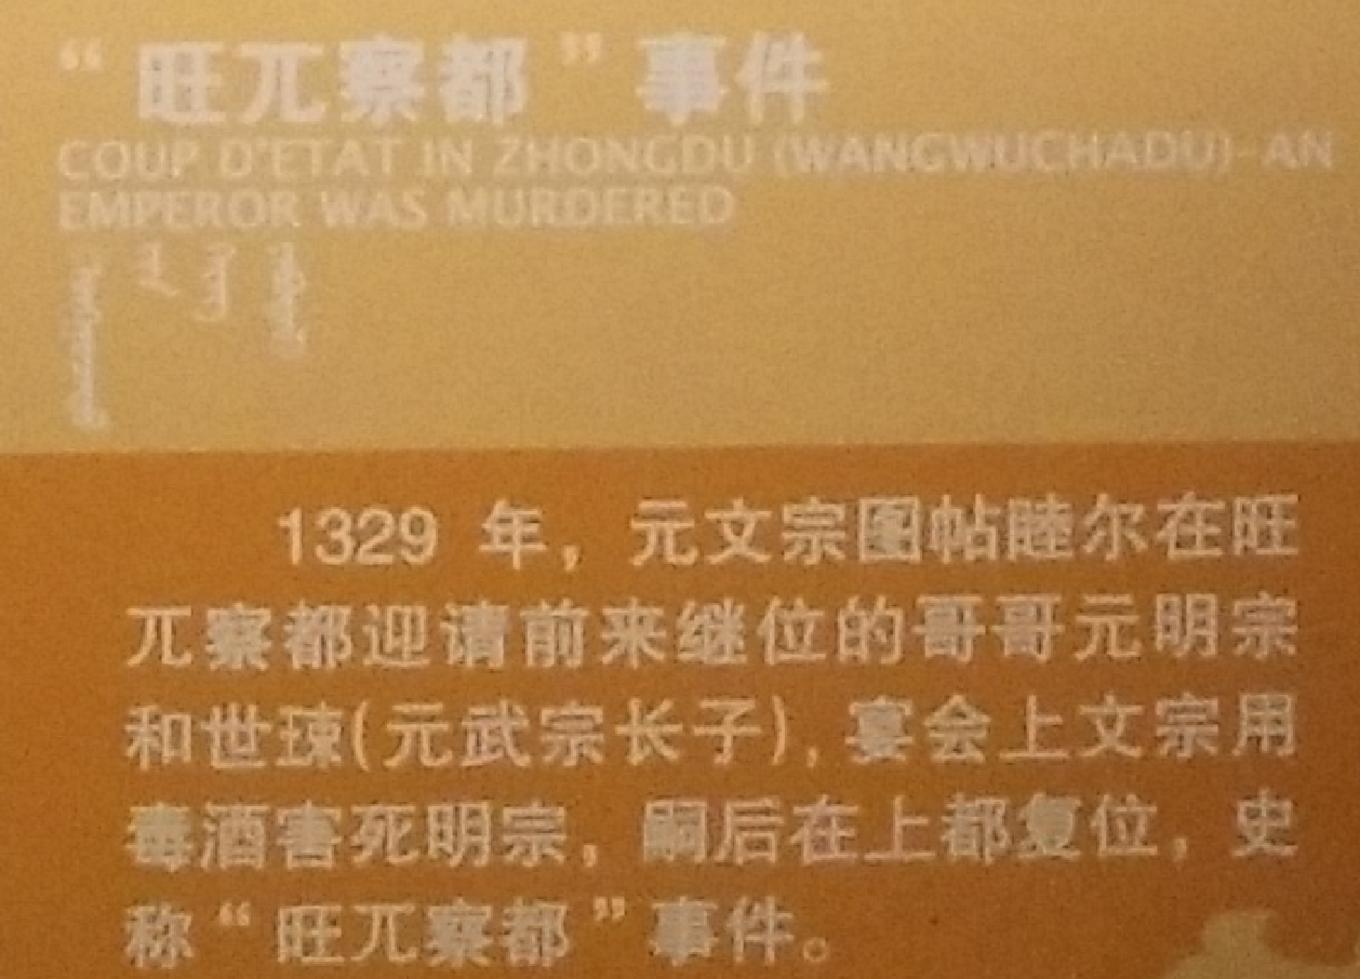 “旺兀察都”事件
COUP D'ETAT IN ZHONGDU (WANGWUCHADU)-AN
EMPEROR WAS MURDERED
1329 年，元文宗图帖睦尔在旺
兀察都迎请前来继位的哥哥元明宗
和世㻋(元武宗长子)，宴会上文宗用
毒酒害死明宗，嗣后在上都复位，史
称“旺兀察都”事件。